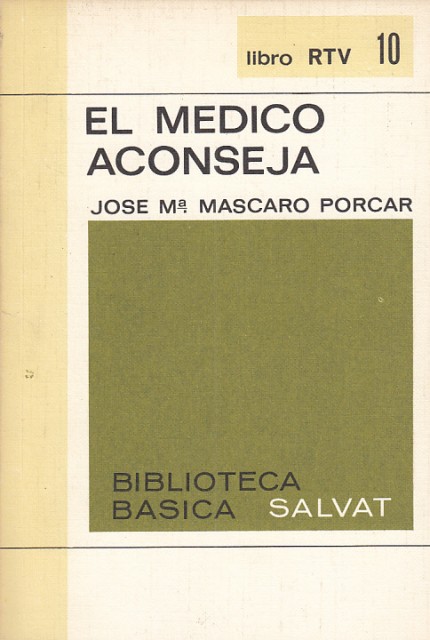 libro RTV 10
EL MEDICO
ACONSEJA
JOSE Mª. MASCARO PORCAR
BIBLIOTECA
BASICA SALVAT